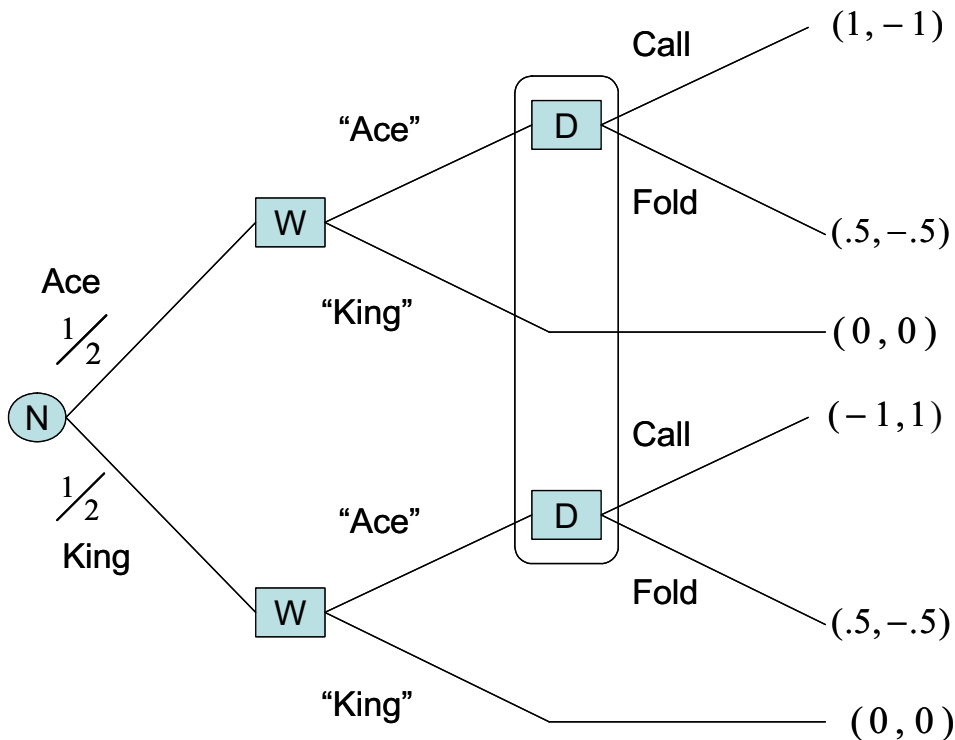 Call
(1, − 1)
“Ace”
D
Fold
W
(.5, −.5)
Ace
1/2
“King”
(0, 0)
N
Call
(− 1, 1)
1/2
“Ace”
D
King
Fold
W
(.5, −.5)
“King”
(0, 0)